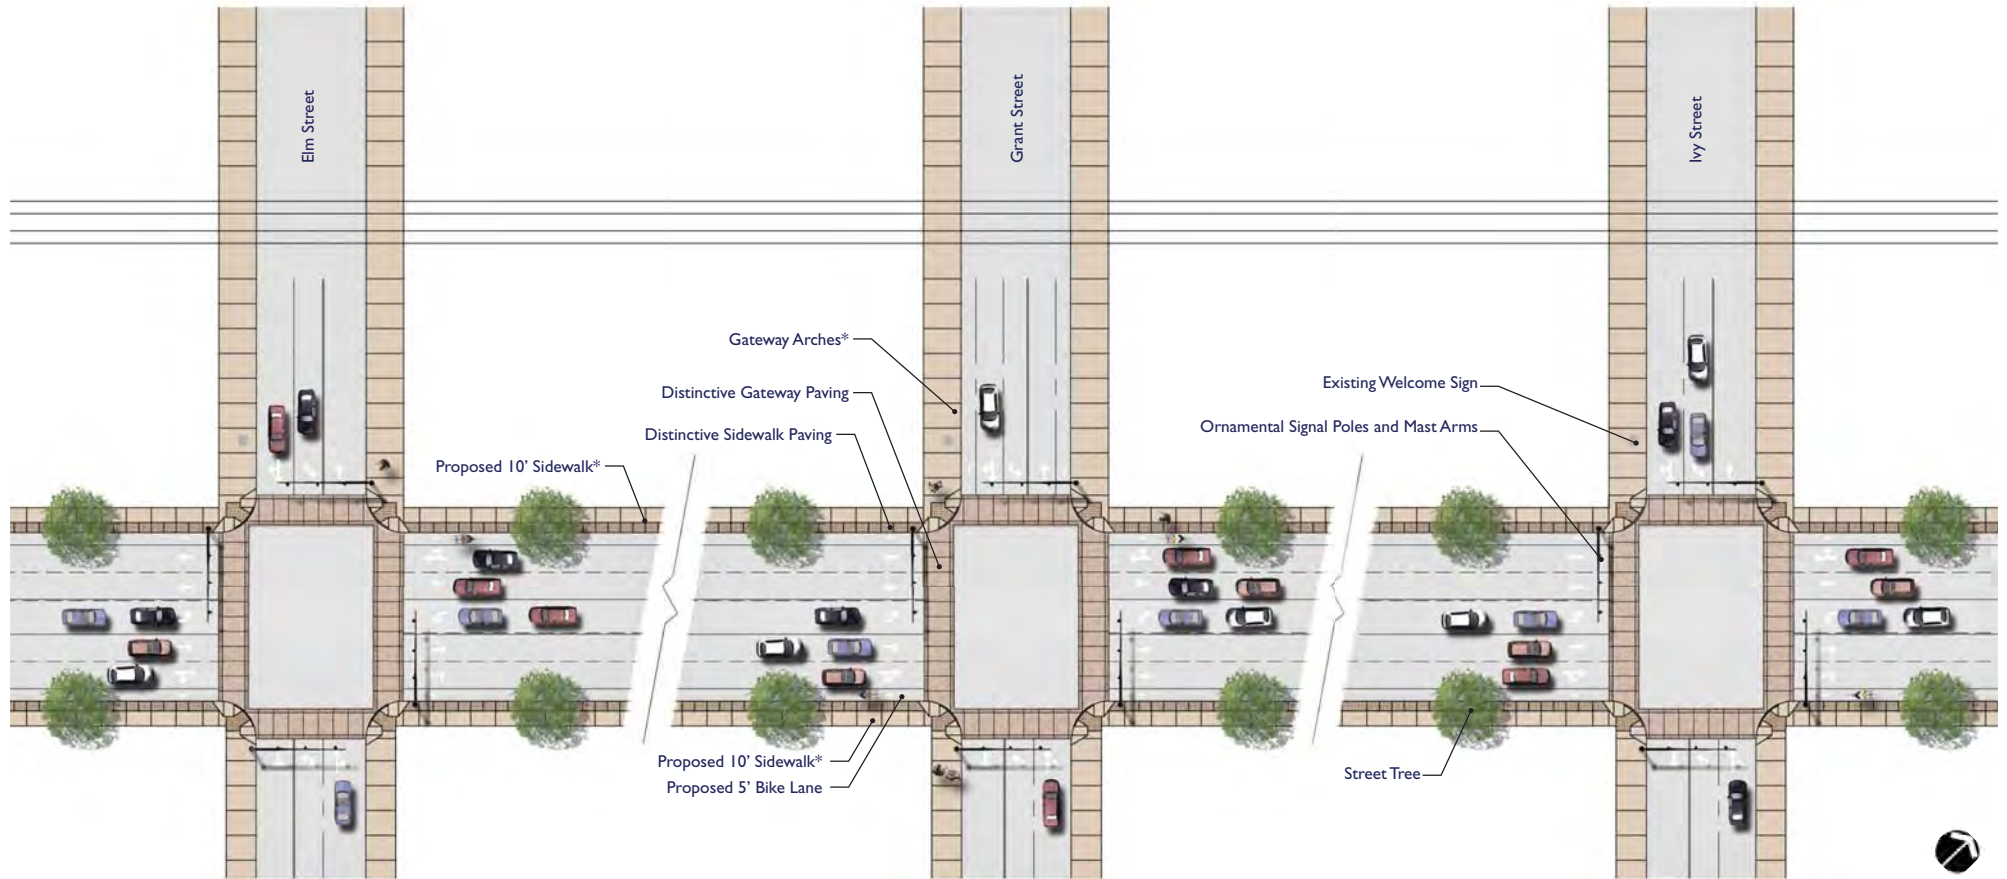 Elm Street
Grant Street
Ivy Street
Gateway Arches*
Distinctive Gateway Paving
Distinctive Sidewalk Paving
Proposed 10’ Sidewalk*
Existing Welcome Sign
Ornamental Signal Poles and Mast Arms
Proposed 10’ Sidewalk*
Proposed 5’ Bike Lane
Street Tree